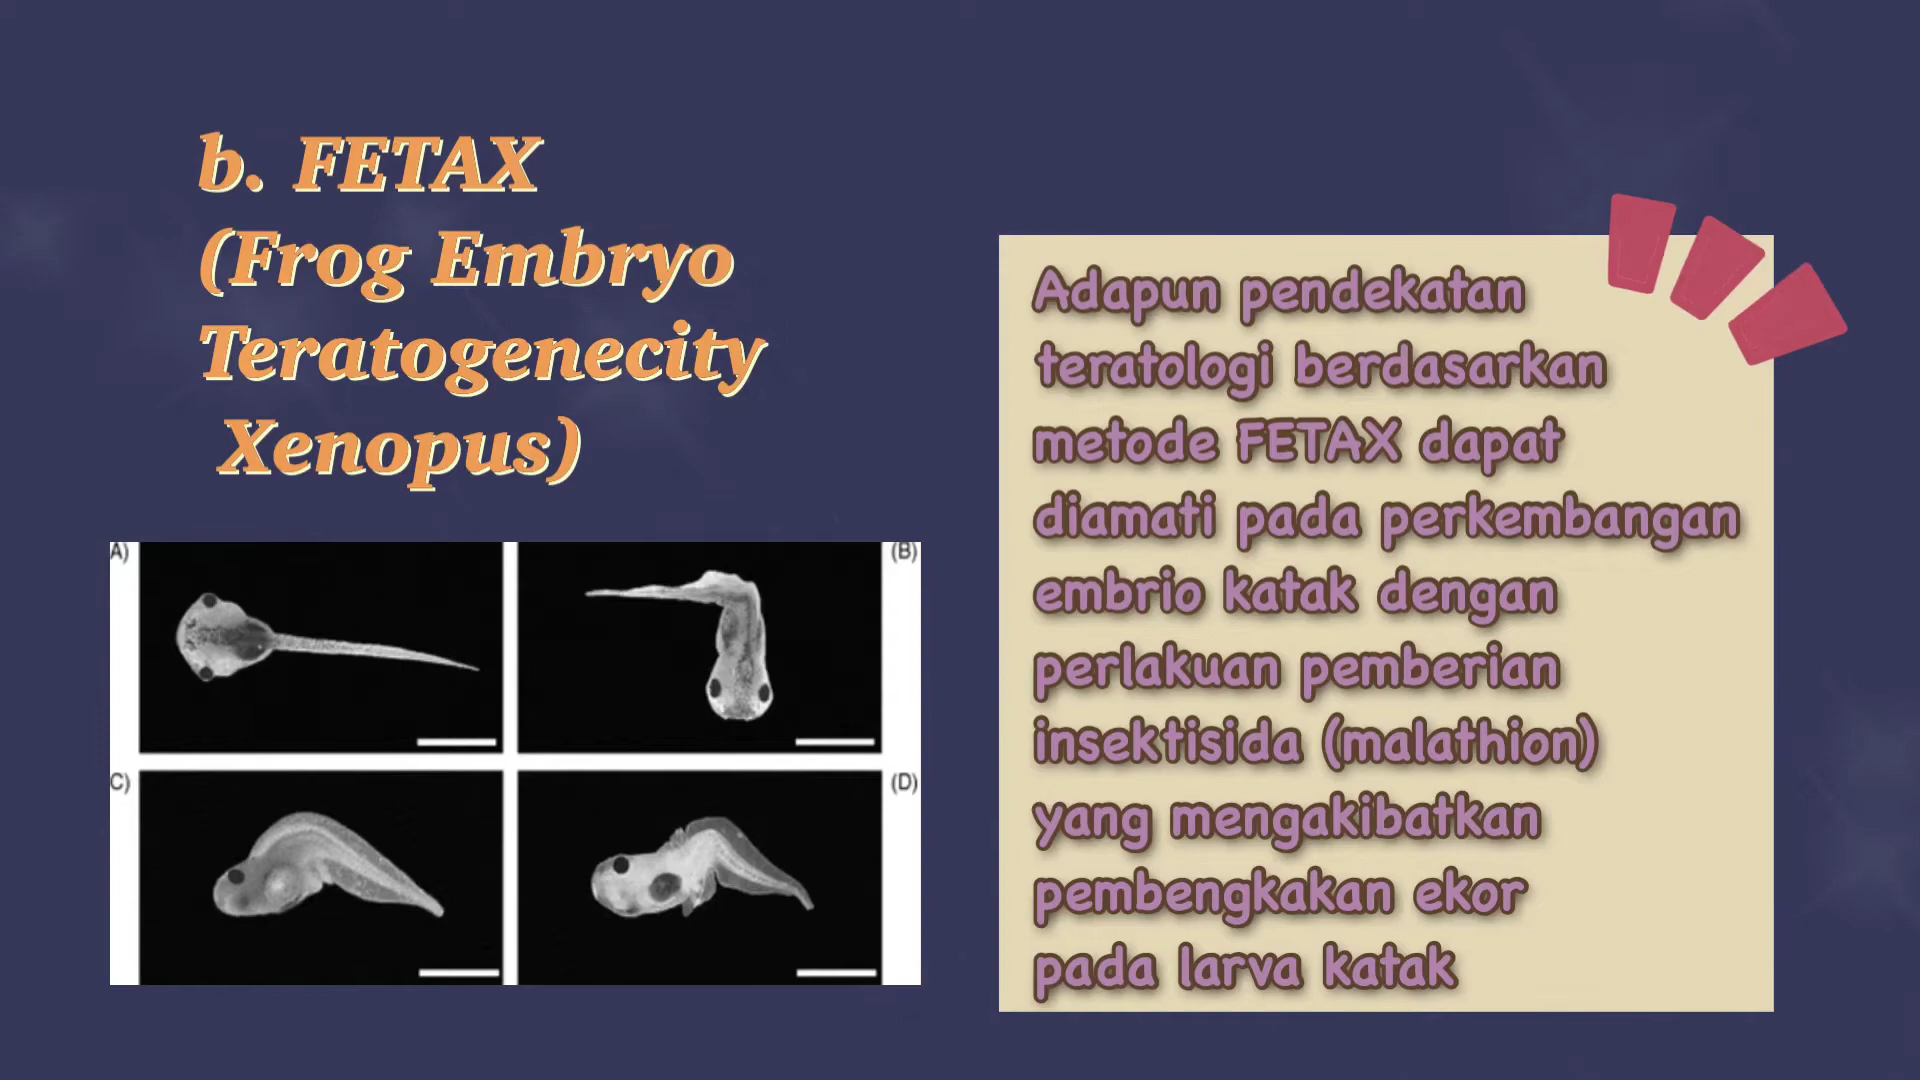 b. FETAX
(Frog Embryo
Teratogenecity
Xenopus)
A)
(B)
C)
(D)
Adapun pendekatan
teratologi berdasarkan
metode FETAX dapat
diamati pada perkembangan
embrio katak dengan
perlakuan pemberian
insektisida (malathion)
yang mengakibatkan
pembengkakan ekor
pada larva katak